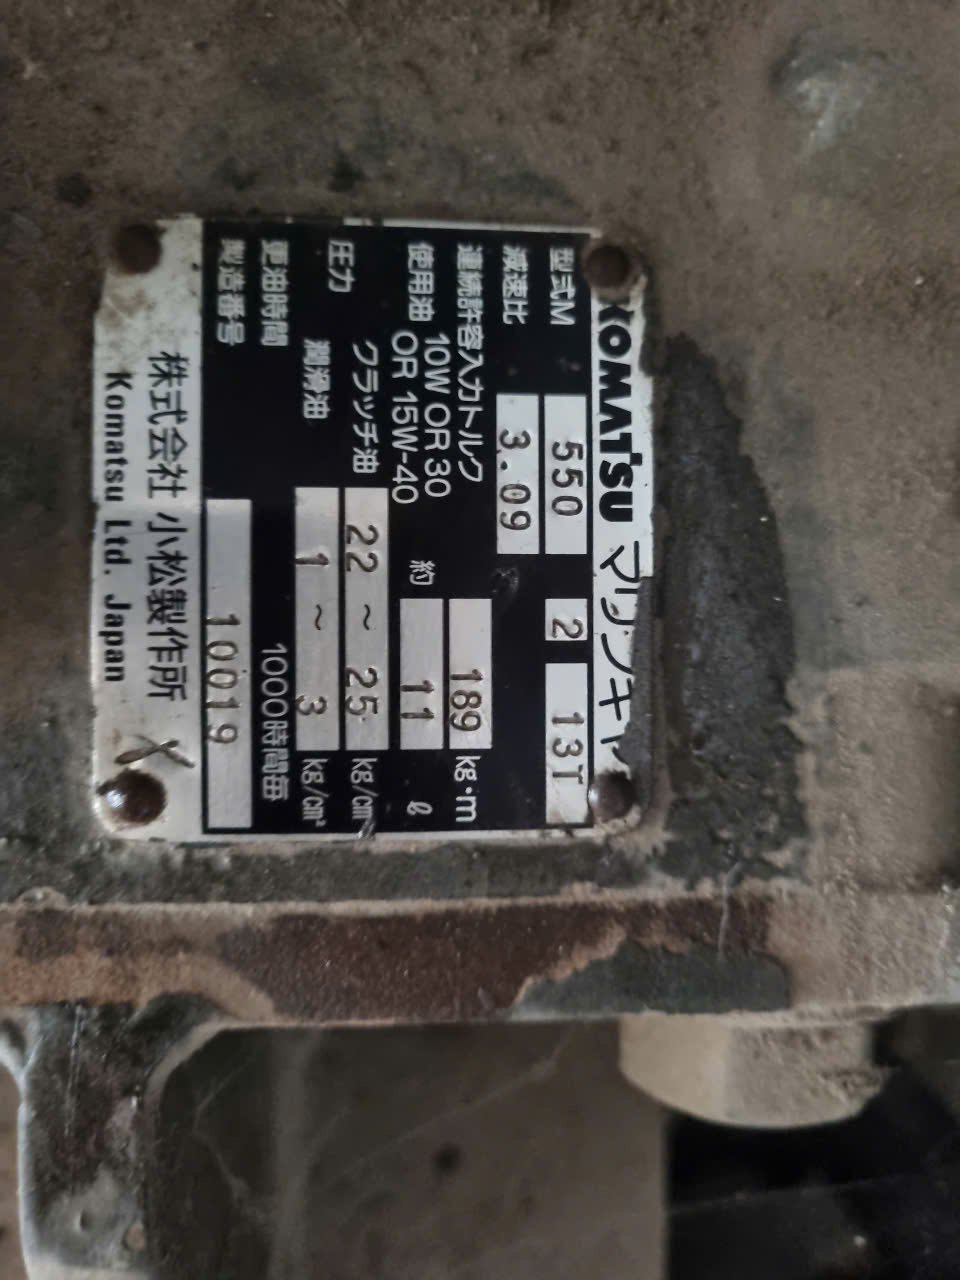 KOMATSU マリンギヤ
型式M 550 2 13T
減速比 3.09
連続許容入力トルク 189 kg·m
使用油 10W OR 30 約 11 ℓ
OR 15W-40
圧力 クラッチ油 22 ~ 25 kg/cm²
潤滑油 1 ~ 3 kg/cm²
更油時間 1000時間毎
製造番号 10019
株式会社 小松製作所
Komatsu Ltd. Japan